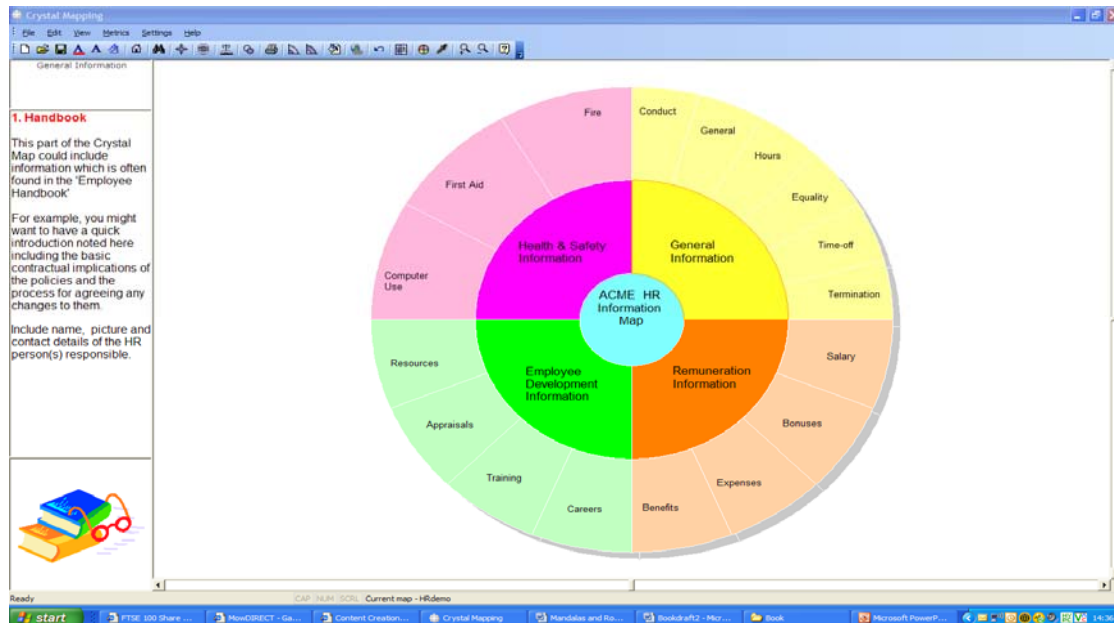 Crystal Mapping
File Edit View Metrics Settings Help
General Information
1. Handbook
This part of the Crystal
Map could include
information which is often
found in the 'Employee
Handbook'
For example, you might
want to have a quick
introduction noted here
including the basic
contractual implications of
the policies and the
process for agreeing any
changes to them.
Include name, picture and
contact details of the HR
person(s) responsible.
Fire
Conduct
General
Hours
First Aid
Equality
Health & Safety
Information
General
Information
Time-off
Computer
Use
Termination
ACME HR
Information
Map
Resources
Salary
Employee
Development
Information
Remuneration
Information
Appraisals
Bonuses
Training
Expenses
Careers
Benefits
Ready
CAP NUM SCRL Current map - HRdemo
start
FTSE 100 Share ...
MowDIRECT - Ga...
Content Creation...
Crystal Mapping
Mandalas and Ro...
Bookdraft2 - Micr...
Book
Microsoft PowerP...
14:36